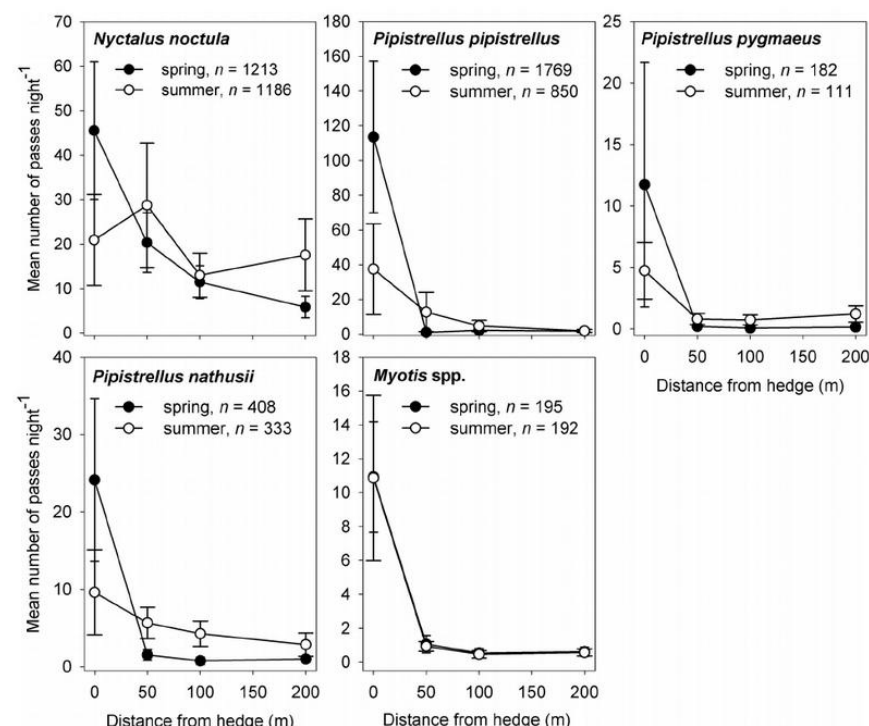 Nyctalus noctula
spring, n = 1213
summer, n = 1186
70
60
50
40
30
20
10
0
Mean number of passes night⁻¹
Pipistrellus pipistrellus
spring, n = 1769
summer, n = 850
180
160
140
120
100
80
60
40
20
0
Pipistrellus pygmaeus
spring, n = 182
summer, n = 111
25
20
15
10
5
0
0 50 100 150 200
Distance from hedge (m)
Pipistrellus nathusii
spring, n = 408
summer, n = 333
40
30
20
10
0
Mean number of passes night⁻¹
0 50 100 150 200
Distance from hedge (m)
Myotis spp.
spring, n = 195
summer, n = 192
18
16
14
12
10
8
6
4
2
0
0 50 100 150 200
Distance from hedge (m)